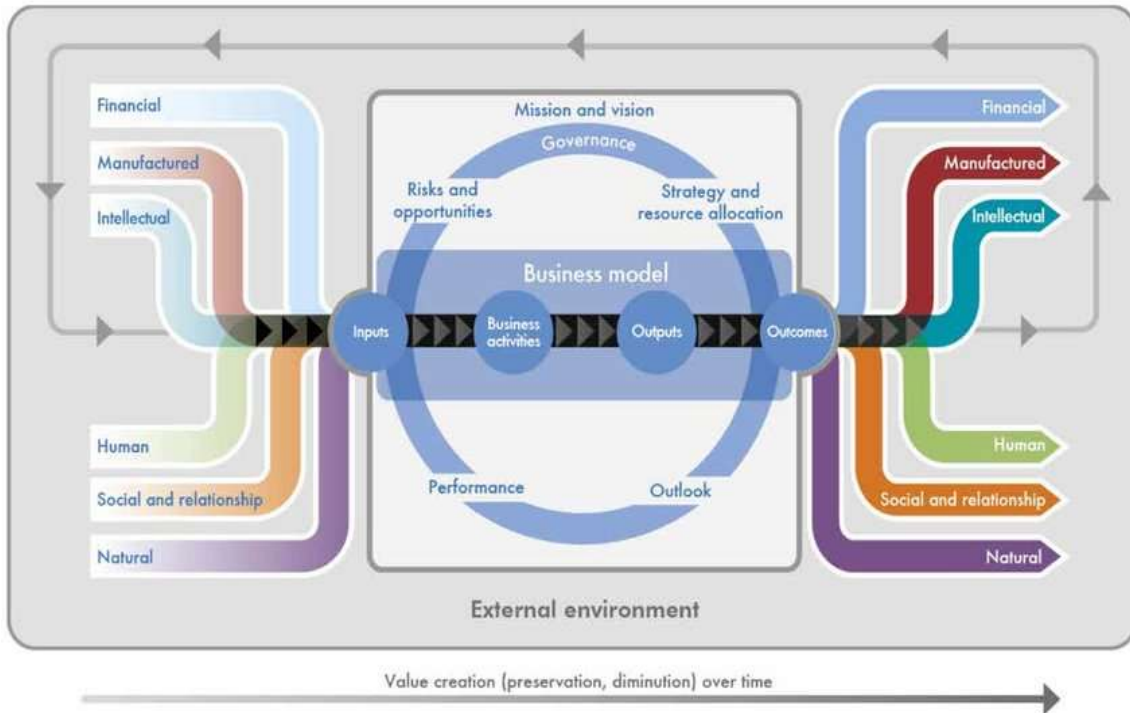 Financial
Manufactured
Intellectual
Human
Social and relationship
Natural
Mission and vision
Governance
Risks and
opportunities
Strategy and
resource allocation
Business model
Inputs
Business
activities
Outputs
Outcomes
Performance
Outlook
Financial
Manufactured
Intellectual
Human
Social and relationship
Natural
External environment
Value creation (preservation, diminution) over time